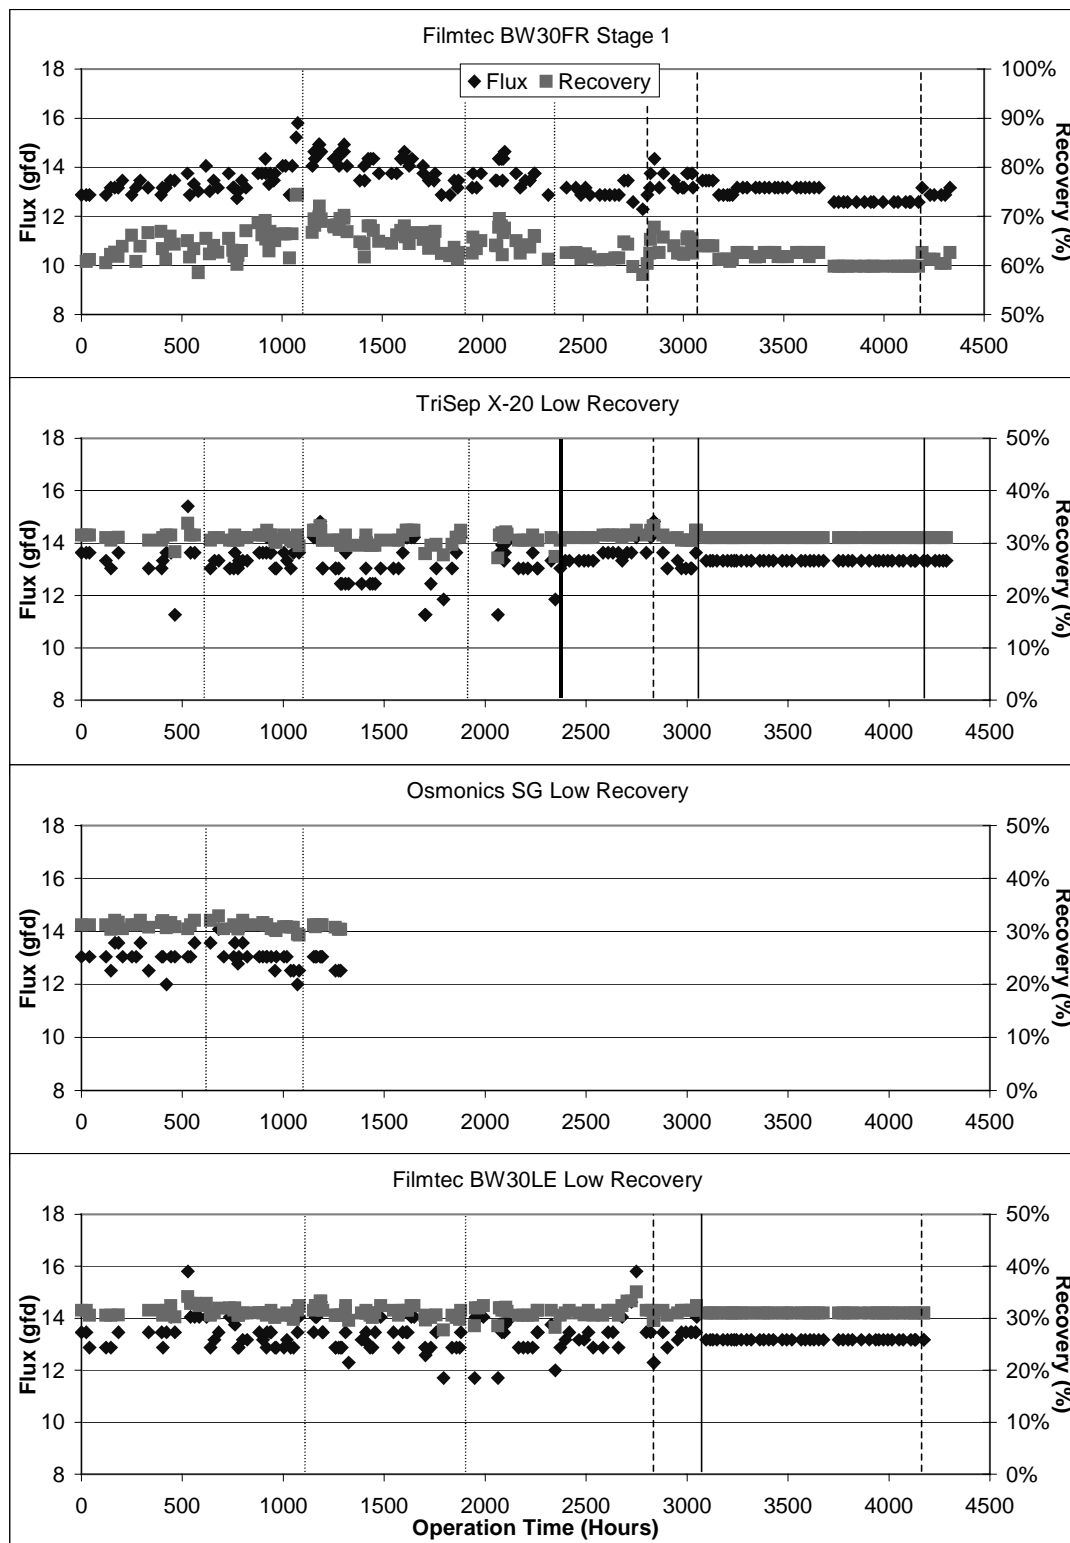 Filmtec BW30FR Stage 1
Flux Recovery
18 16 14 12 10 8
Flux (gfd)
100% 90% 80% 70% 60% 50%
Recovery (%)
0 500 1000 1500 2000 2500 3000 3500 4000 4500
TriSep X-20 Low Recovery
18 16 14 12 10 8
Flux (gfd)
50% 40% 30% 20% 10% 0%
Recovery (%)
0 500 1000 1500 2000 2500 3000 3500 4000 4500
Osmonics SG Low Recovery
18 16 14 12 10 8
Flux (gfd)
50% 40% 30% 20% 10% 0%
Recovery (%)
0 500 1000 1500 2000 2500 3000 3500 4000 4500
Filmtec BW30LE Low Recovery
18 16 14 12 10 8
Flux (gfd)
50% 40% 30% 20% 10% 0%
Recovery (%)
0 500 1000 1500 2000 2500 3000 3500 4000 4500
Operation Time (Hours)